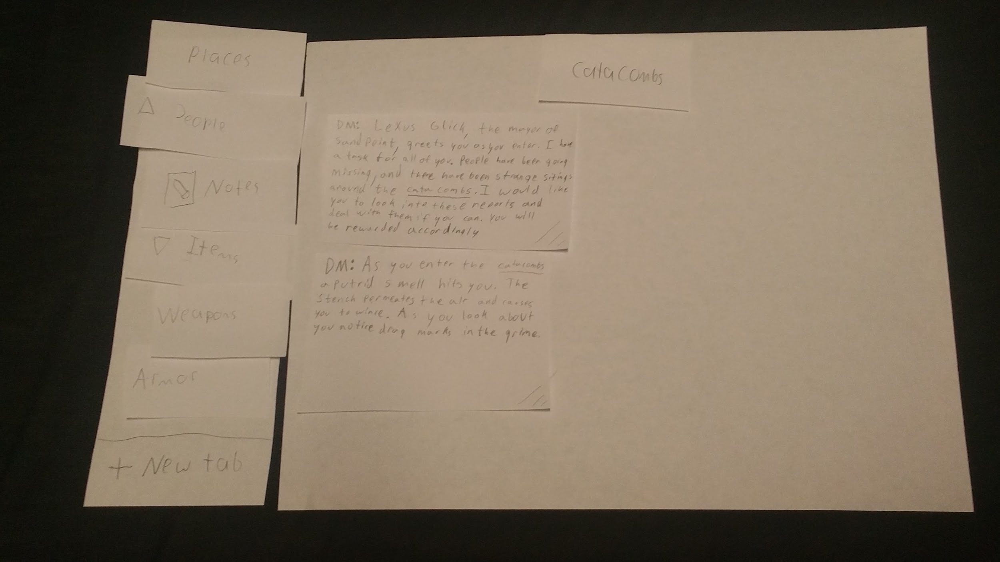 Places
People
Notes
Items
Weapons
Armor
+ New tab
Catacombs
DM: Lexus Glick, the mayor of
Sandpoint, greets you as you enter. I have
a task for all of you. People have been going
missing, and there have been strange sitings
around the catacombs. I would like
you to look into these reports and
deal with them if you can. You will
be rewarded accordingly
DM: As you enter the catacombs
a putrid smell hits you. The
stench permeates the air and causes
you to wince. As you look about
you notice drag marks in the grime.